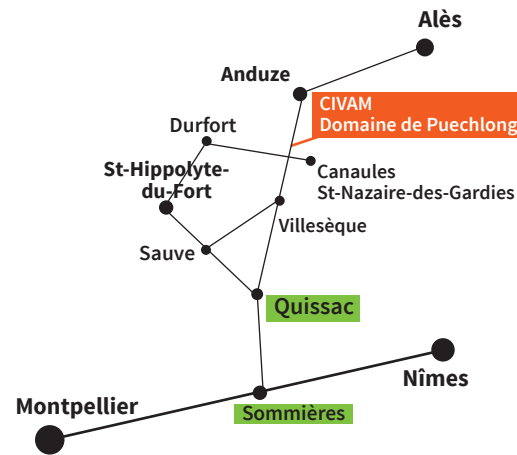 Alès
Anduze
CIVAM
Domaine de Puechlong
Durfort
St-Hippolyte-
du-Fort
Canaules
St-Nazaire-des-Gardies
Villesèque
Sauve
Quissac
Nîmes
Montpellier
Sommières